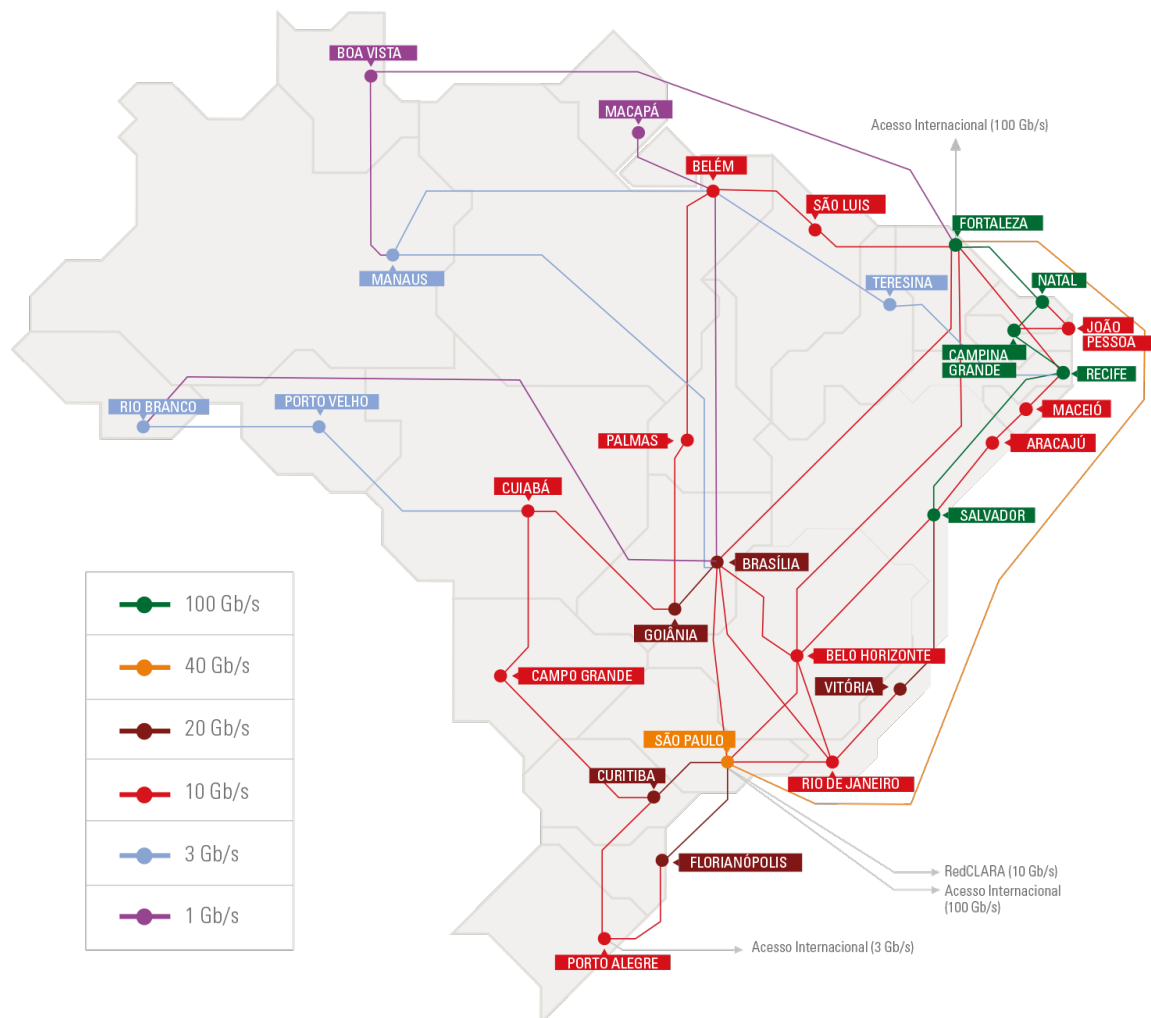 BOA VISTA
MACAPÁ
Acesso Internacional (100 Gb/s)
BELÉM
SÃO LUIS
FORTALEZA
MANAUS
TERESINA
NATAL
JOÃO
PESSOA
CAMPINA
GRANDE
RECIFE
RIO BRANCO
PORTO VELHO
MACEIÓ
PALMAS
ARACAJÚ
CUIABÁ
SALVADOR
BRASÍLIA
100 Gb/s
GOIÂNIA
40 Gb/s
BELO HORIZONTE
CAMPO GRANDE
VITÓRIA
20 Gb/s
SÃO PAULO
CURITIBA
RIO DE JANEIRO
10 Gb/s
3 Gb/s
FLORIANÓPOLIS
RedCLARA (10 Gb/s)
Acesso Internacional
(100 Gb/s)
1 Gb/s
Acesso Internacional (3 Gb/s)
PORTO ALEGRE